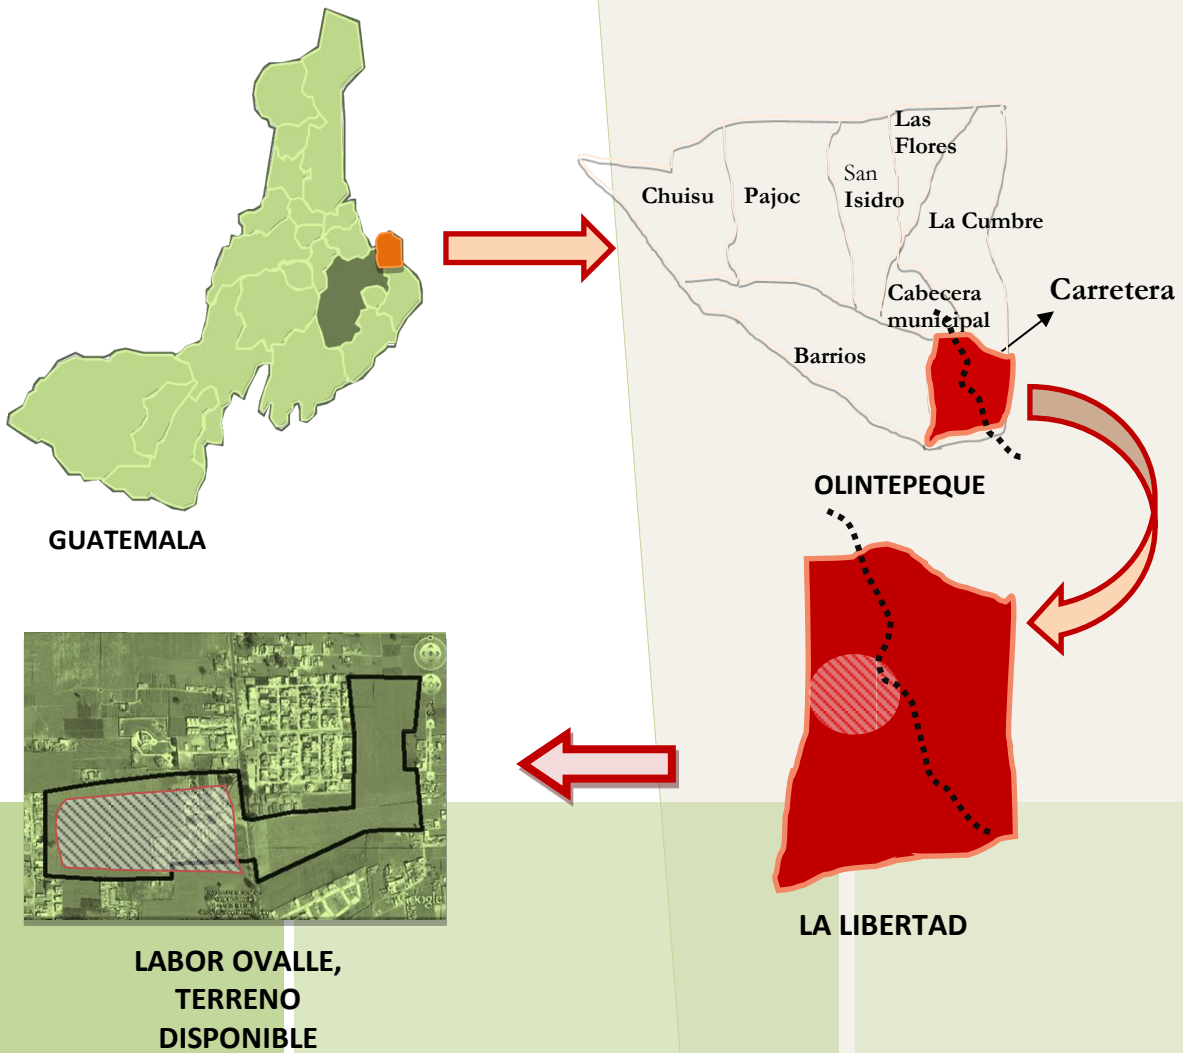 Las
Flores
San
Isidro
Chuisu
Pajoc
La Cumbre
Cabecera
municipal
Carretera
Barrios
OLINTEPEQUE
GUATEMALA
Google
LA LIBERTAD
LABOR OVALLE,
TERRENO
DISPONIBLE